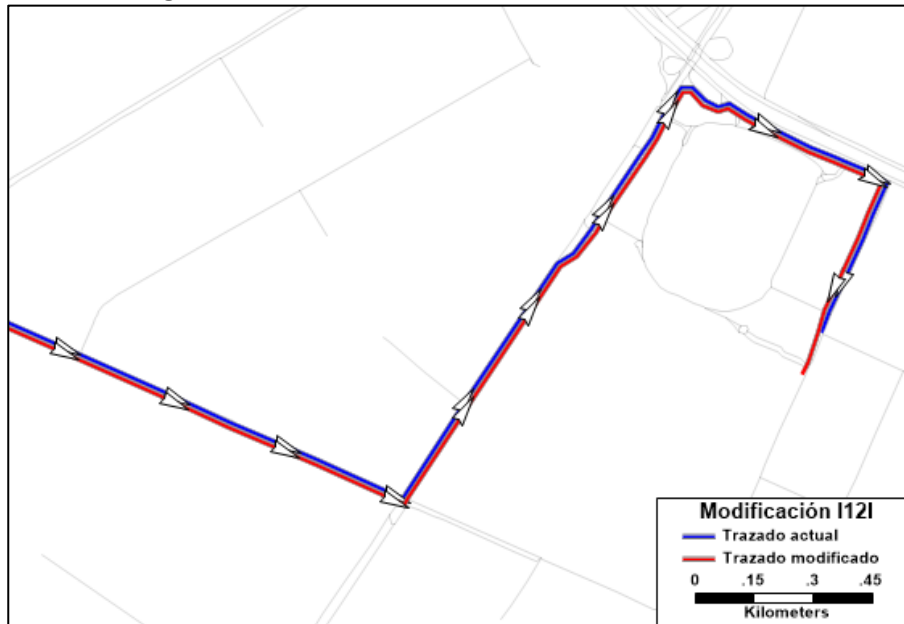 Modificación I12I
Trazado actual
Trazado modificado
0 .15 .3 .45
Kilometers